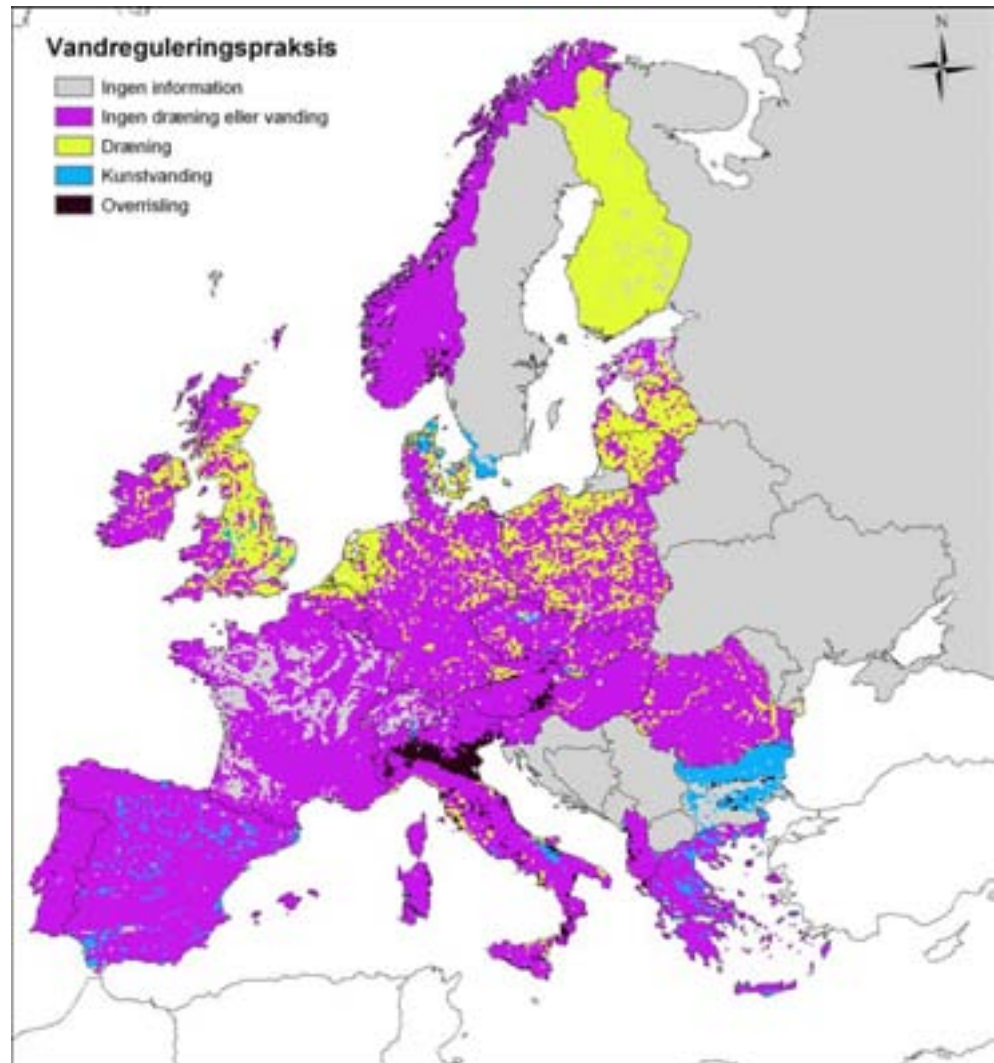 Vandreguleringspraksis
N
Ingen information
Ingen dræning eller vanding
Dræning
Kunstvanding
Overrisling